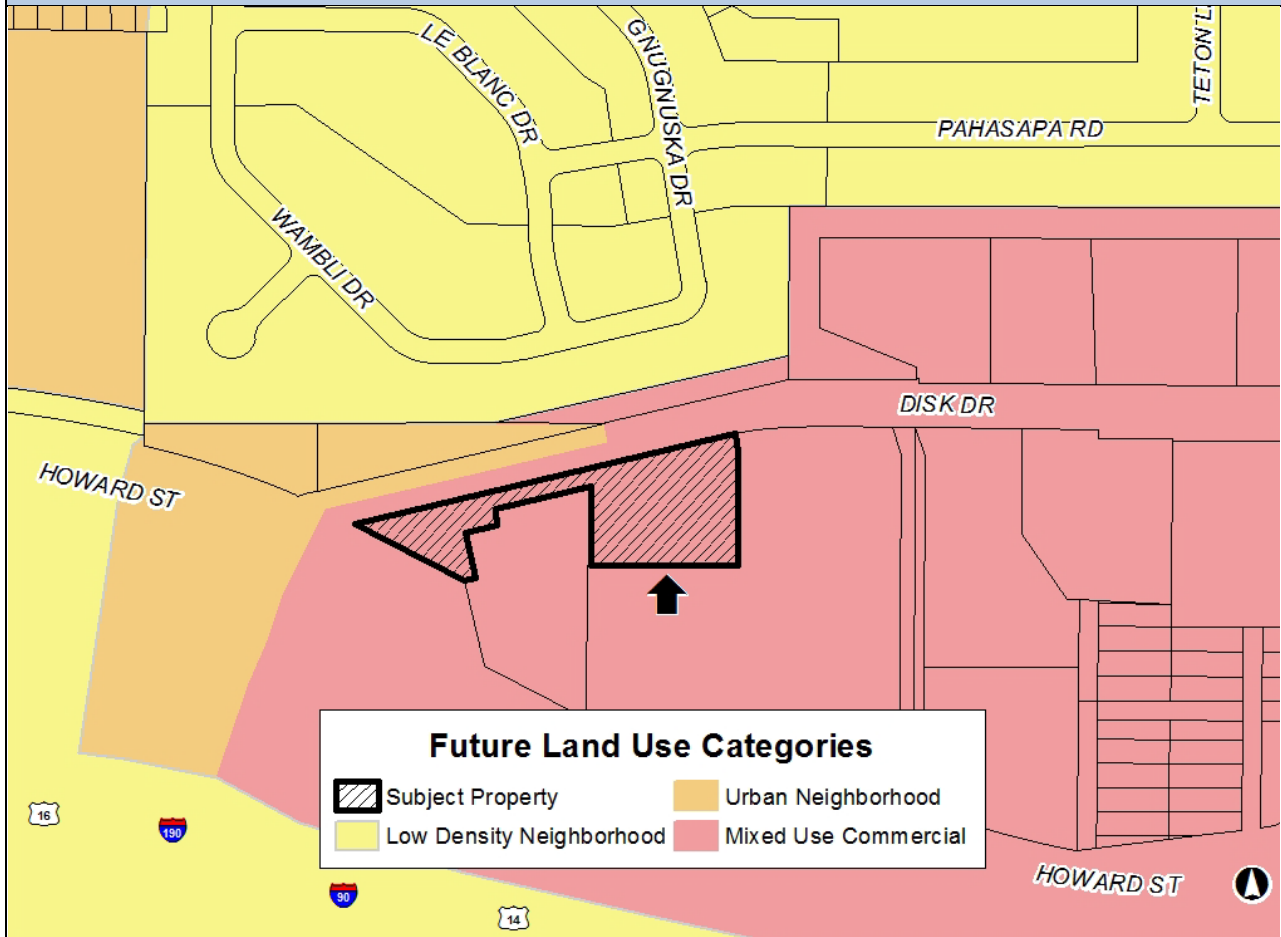 LE BLANC DR
GNUGNUSKA DR
TETON L
PAHASAPA RD
WAMBLI DR
DISK DR
HOWARD ST
Future Land Use Categories
Subject Property
Urban Neighborhood
Low Density Neighborhood
Mixed Use Commercial
16
190
90
14
HOWARD ST